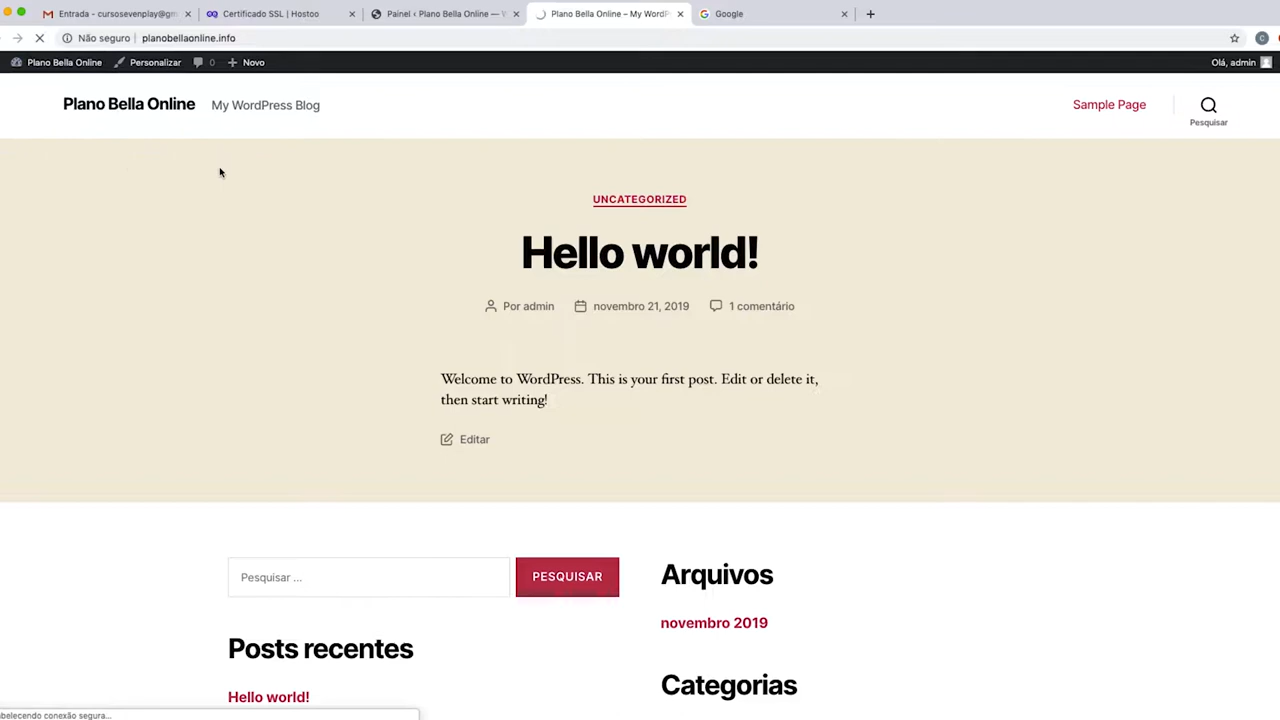 Entrada - cursosevenplay@gm
Certificado SSL | Hostoo
Painel ‹ Plano Bella Online — W
Plano Bella Online – My WordPr
Google
Não seguro
planobellaonline.info
Plano Bella Online
Personalizar
0
Novo
Olá, admin
Plano Bella Online
My WordPress Blog
Sample Page
Pesquisar
UNCATEGORIZED
Hello world!
Por admin
novembro 21, 2019
1 comentário
Welcome to WordPress. This is your first post. Edit or delete it,
then start writing!
Editar
Pesquisar ...
PESQUISAR
Arquivos
novembro 2019
Posts recentes
Categorias
Hello world!
abelecendo conexão segura...